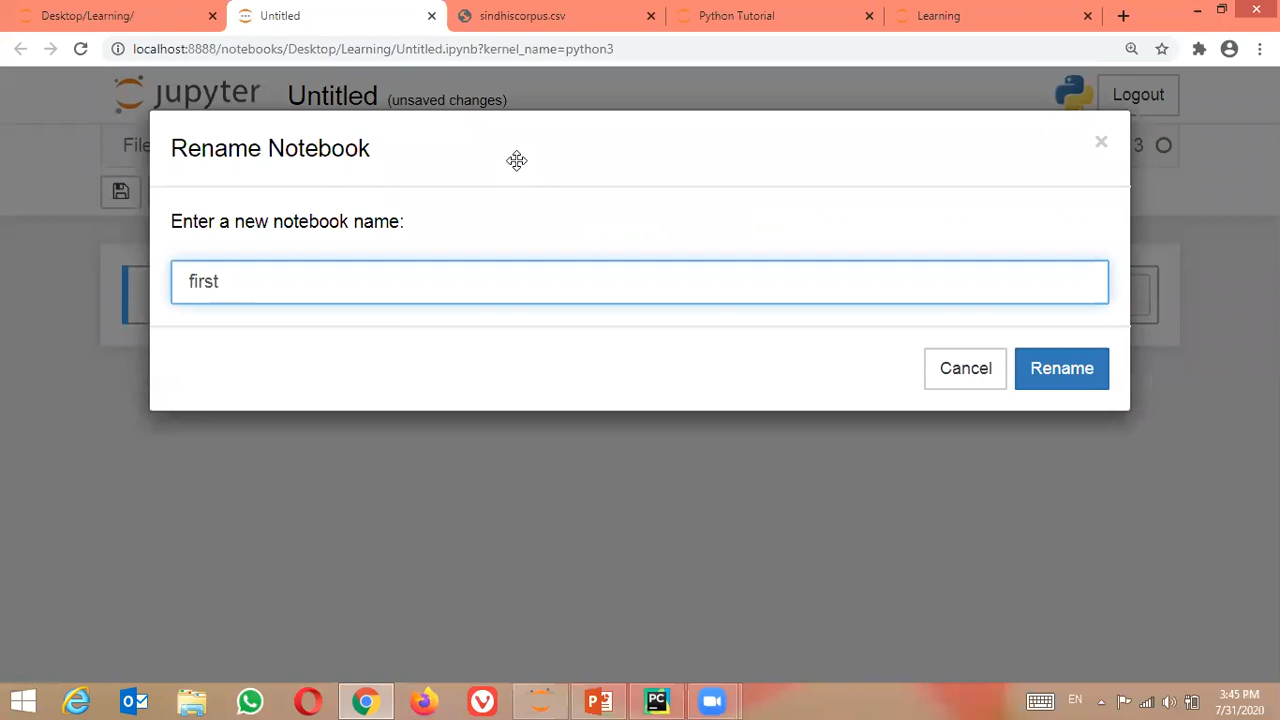 Desktop/Learning/
Untitled
sindhiscorpus.csv
Python Tutorial
Learning
localhost:8888/notebooks/Desktop/Learning/Untitled.ipynb?kernel_name=python3
jupyter
Untitled (unsaved changes)
Logout
File
3
Rename Notebook
×
Enter a new notebook name:
first
Cancel
Rename
EN
3:45 PM
7/31/2020